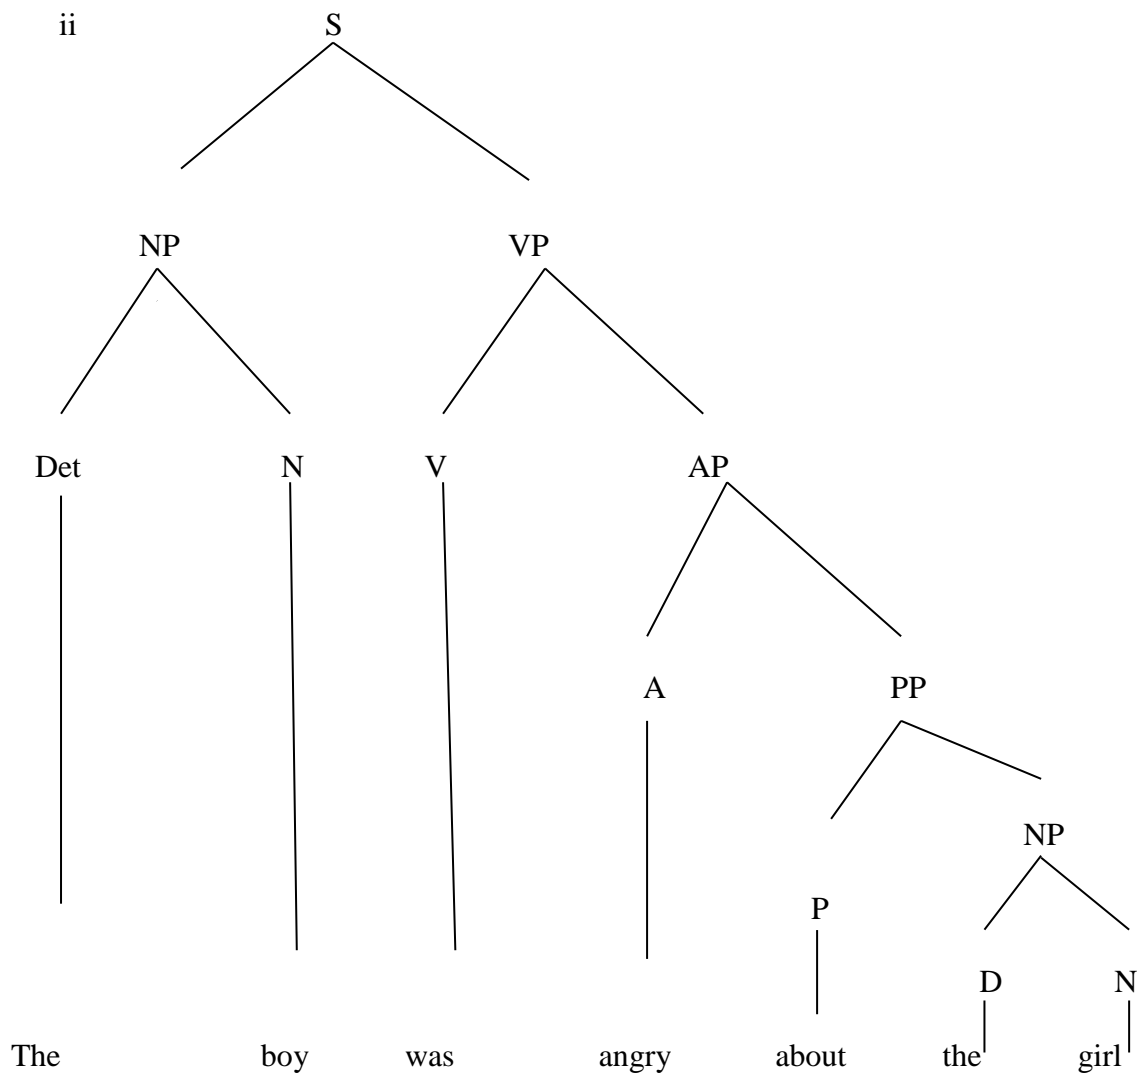 ii S
NP VP
Det N V AP
A PP
NP
P
D N
The boy was angry about the girl